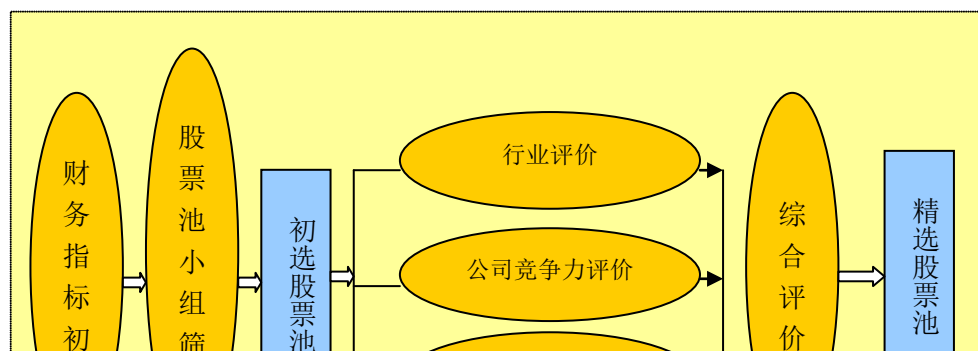 财务指标初
股票池小组筛
初选股票池
行业评价
公司竞争力评价
综合评价
精选股票池